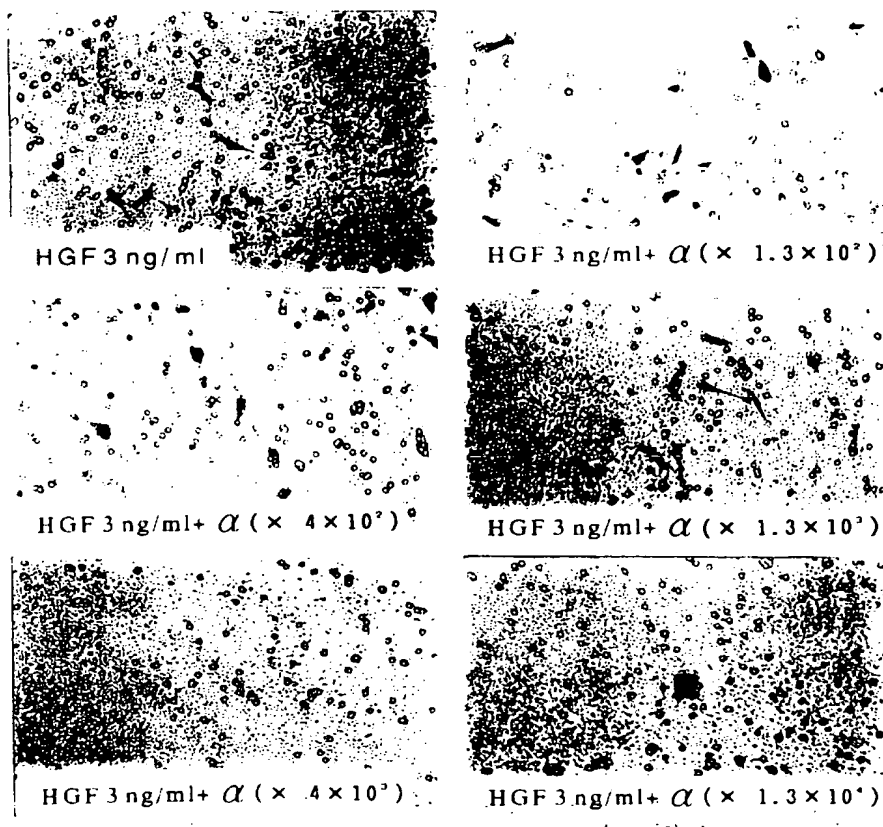 HGF 3 ng/ml
HGF 3 ng/ml+ α (× 1.3×10²)
HGF 3 ng/ml+ α (× 4×10²)
HGF 3 ng/ml+ α (× 1.3×10³)
HGF 3 ng/ml+ α (× 4×10³)
HGF 3 ng/ml+ α (× 1.3×10⁴)